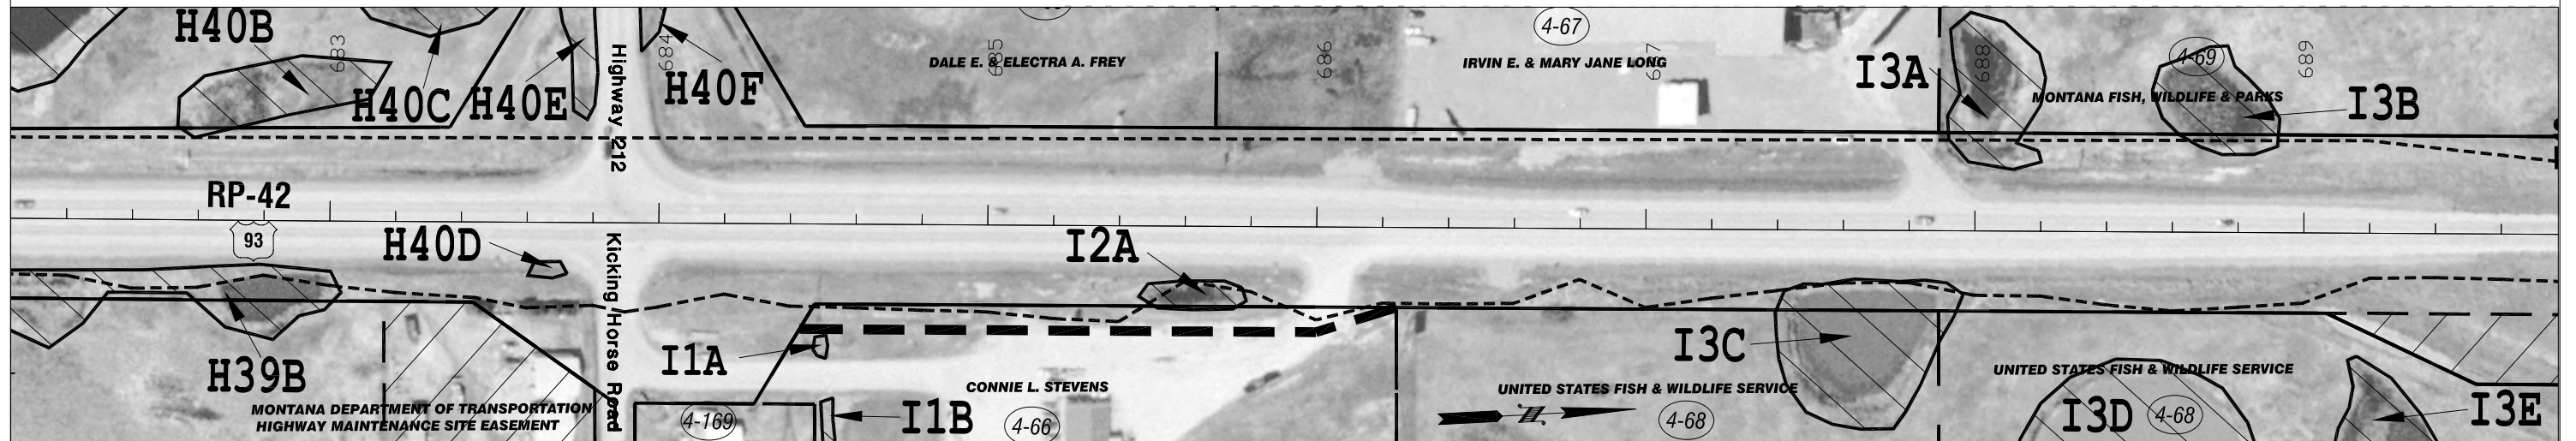 H40B
683
H40C
H40E
684
H40F
Highway 212
685
DALE E. & ELECTRA A. FREY
686
4-67
IRVIN E. & MARY JANE LONG
687
I3A
688
4-69
MONTANA FISH, WILDLIFE & PARKS
689
I3B
RP-42
93
H40D
Kicking Horse Road
I2A
H39B
I1A
I3C
MONTANA DEPARTMENT OF TRANSPORTATION
HIGHWAY MAINTENANCE SITE EASEMENT
4-169
I1B
CONNIE L. STEVENS
4-66
UNITED STATES FISH & WILDLIFE SERVICE
N
4-68
UNITED STATES FISH & WILDLIFE SERVICE
I3D
4-68
I3E